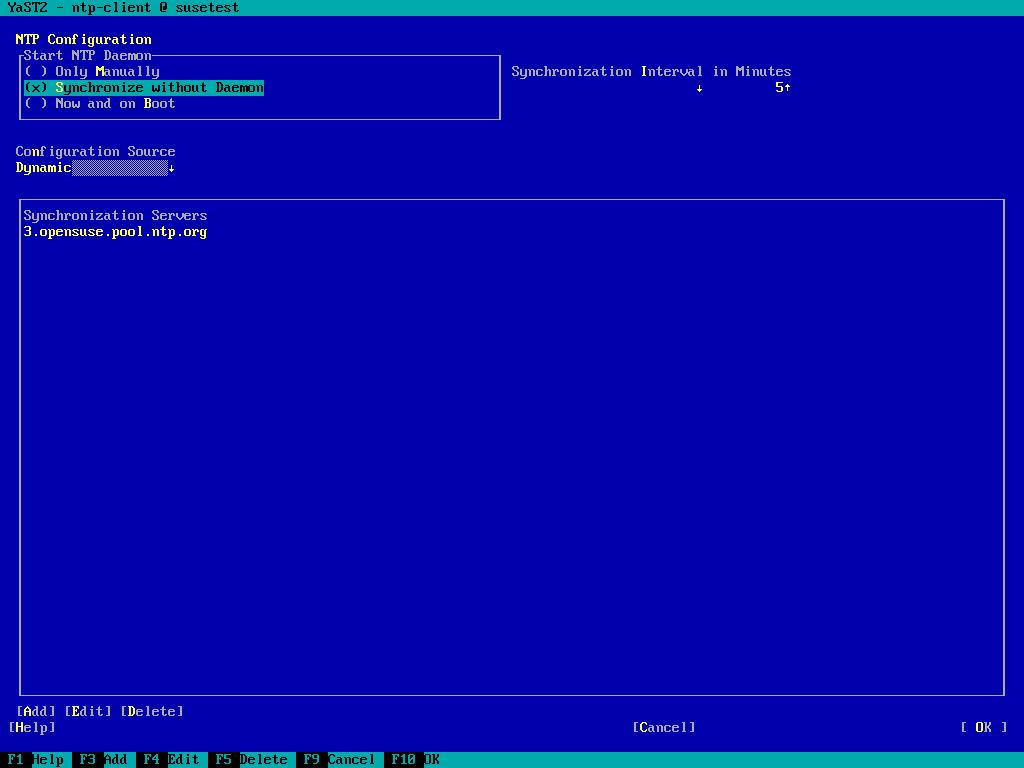 YaST2 - ntp-client @ susetest
NTP Configuration
Start NTP Daemon
( ) Only Manually
(x) Synchronize without Daemon
( ) Now and on Boot
Synchronization Interval in Minutes
↓ 5↑
Configuration Source
Dynamic ↓
Synchronization Servers
3.opensuse.pool.ntp.org
[Add] [Edit] [Delete]
[Help] [Cancel] [ OK ]
F1 Help F3 Add F4 Edit F5 Delete F9 Cancel F10 OK